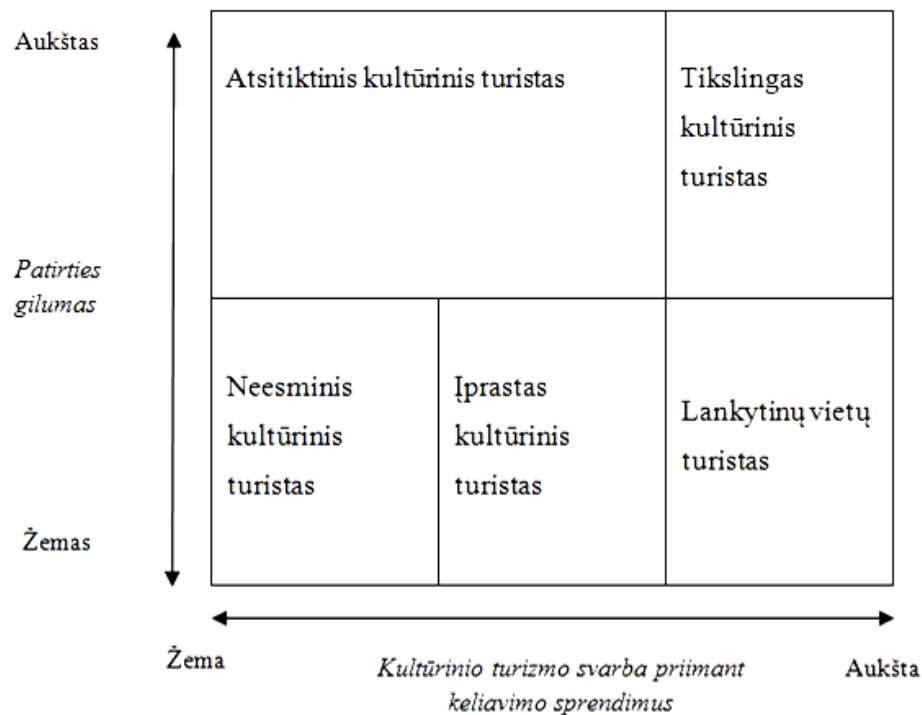 Aukštas
Atsitiktinis kultūrinis turistas
Tikslingas
kultūrinis
turistas
Patirties
gilumas
Neesminis
kultūrinis
turistas
Įprastas
kultūrinis
turistas
Lankytinų vietų
turistas
Žemas
Žema
Kultūrinio turizmo svarba priimant
keliavimo sprendimus
Aukšta